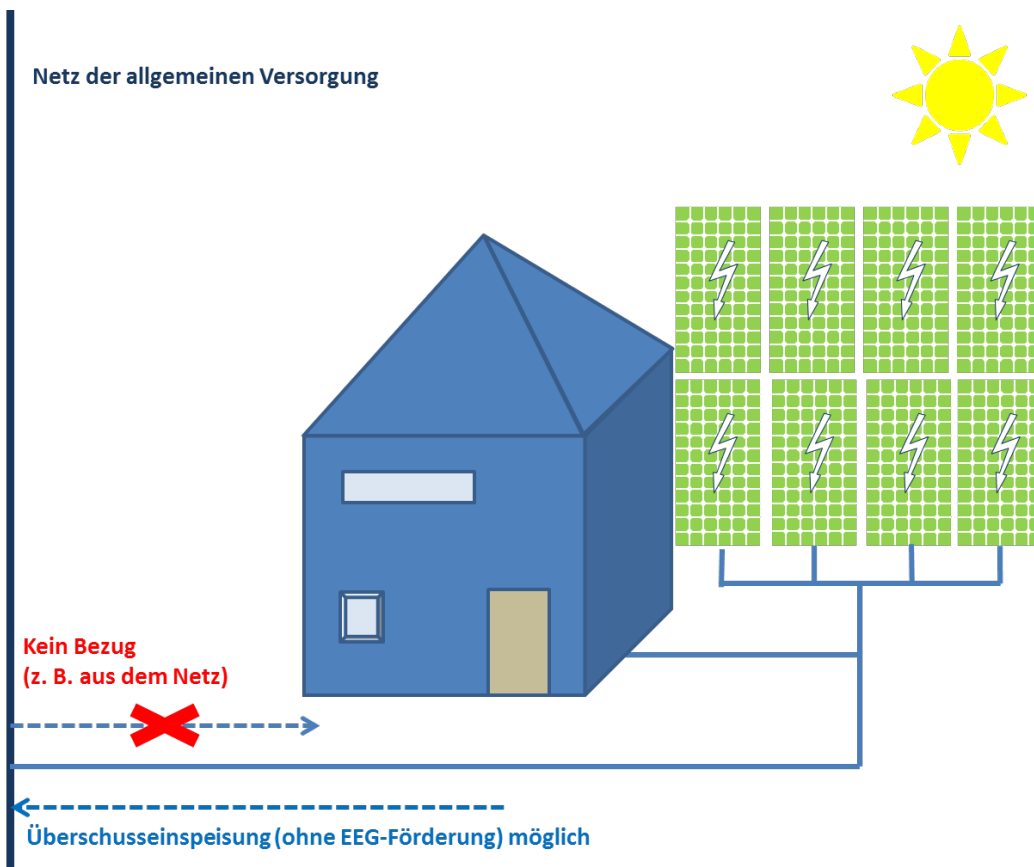 Netz der allgemeinen Versorgung
Kein Bezug
(z. B. aus dem Netz)
Überschusseinspeisung (ohne EEG-Förderung) möglich